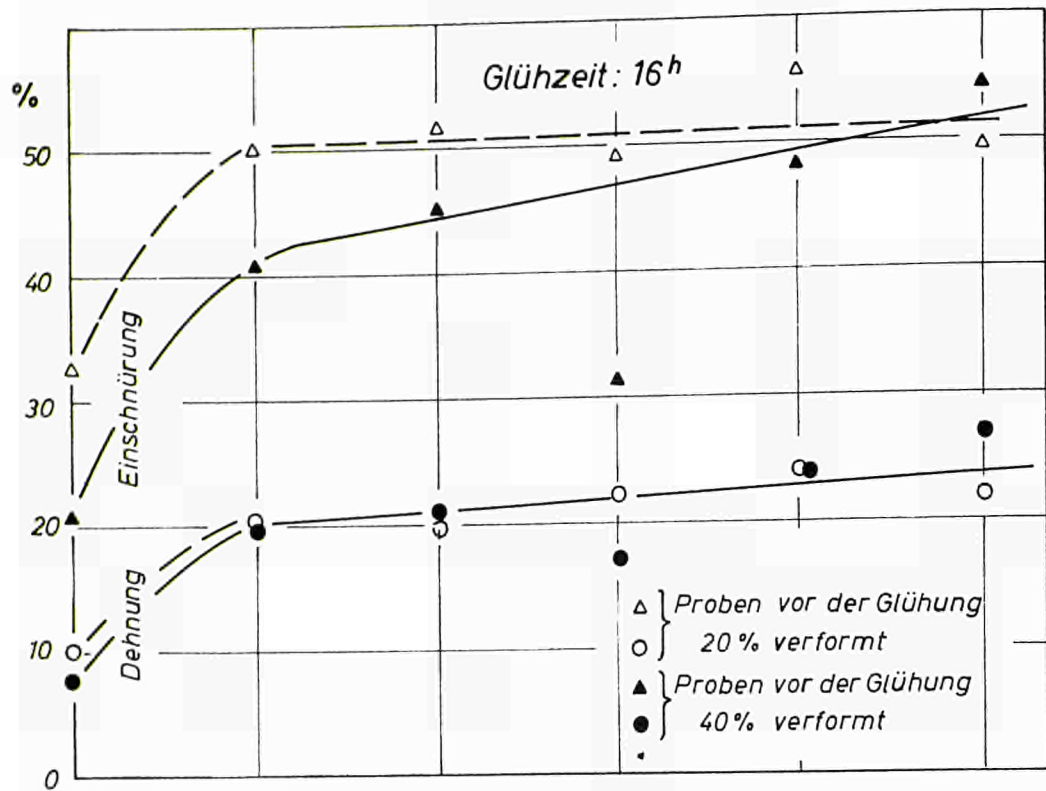 %
Glühzeit: 16h
50
40
30
20
10
0
Einschnürung
Dehnung
Proben vor der Glühung
20% verformt
Proben vor der Glühung
40% verformt